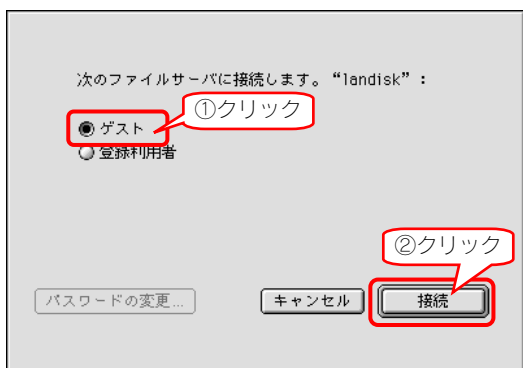 次のファイルサーバに接続します。“landisk”：
①クリック
ゲスト
登録利用者
②クリック
パスワードの変更...
キャンセル
接続